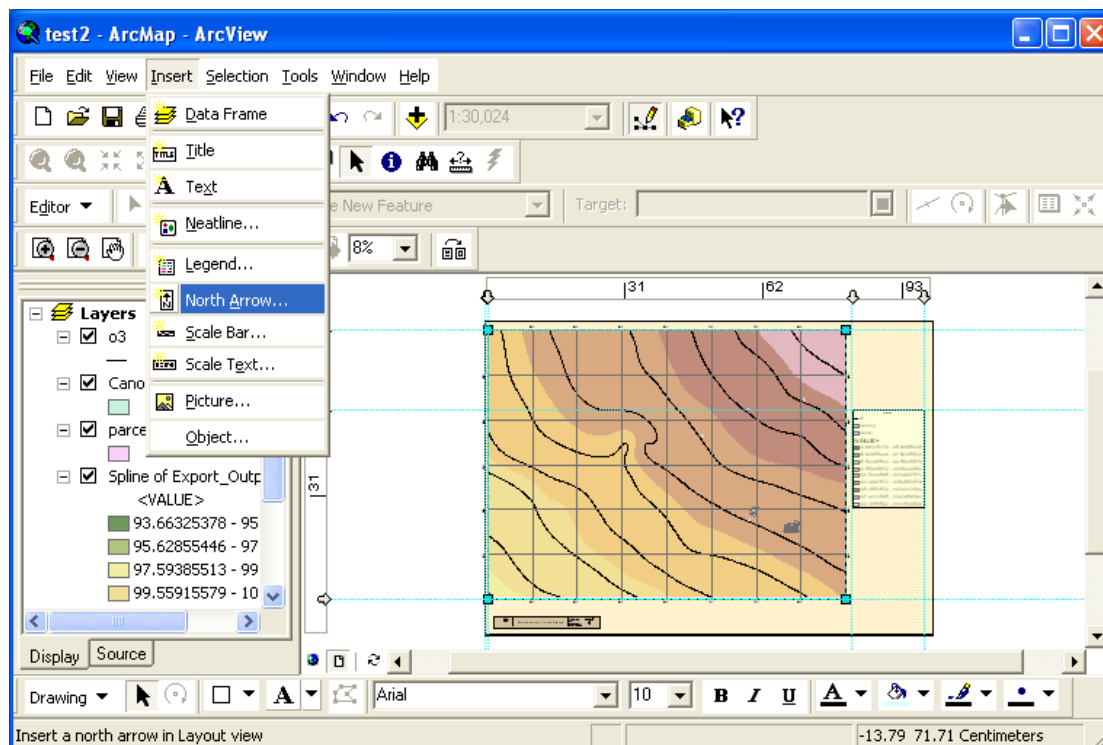 test2 - ArcMap - ArcView
File Edit View Insert Selection Tools Window Help
Data Frame
1:30,024
Title
Text
Editor
e New Feature
Target:
Neatline...
8%
Legend...
North Arrow...
Scale Bar...
Scale Text...
Picture...
Object...
31 62 93
31
Layers
o3
Cano
parce
Spline of Export_Outp
<VALUE>
93.66325378 - 95
95.62855446 - 97
97.59385513 - 99
99.55915579 - 10
<VALUE>
Display Source
Drawing
A
Arial
10
B I U A
Insert a north arrow in Layout view
-13.79 71.71 Centimeters